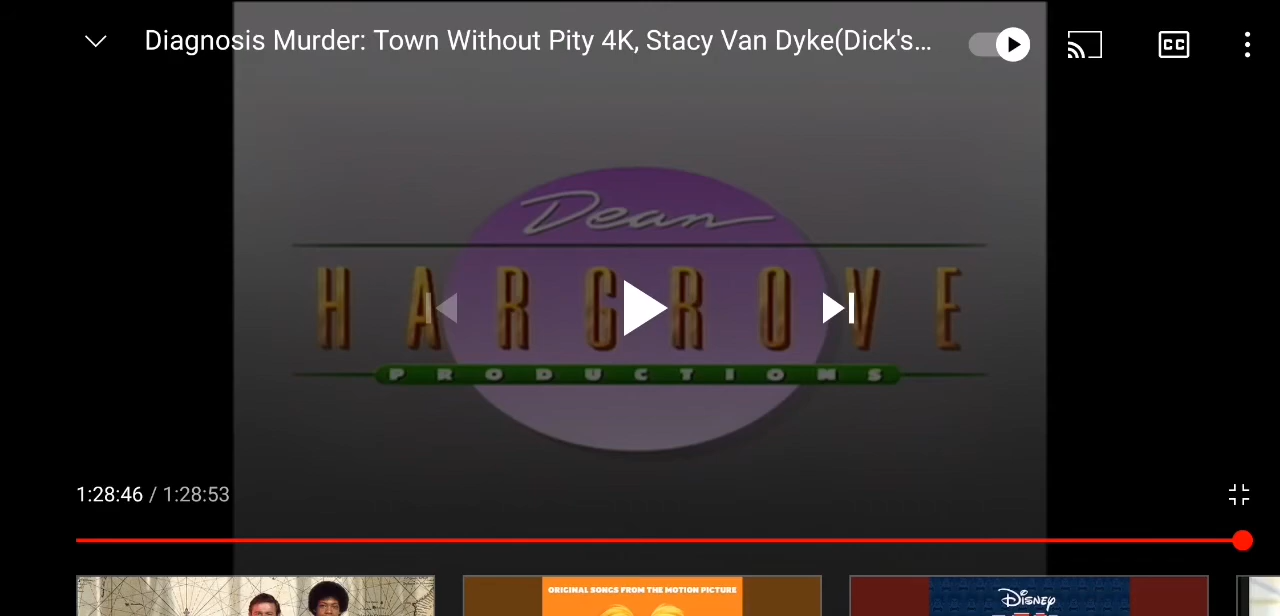 Diagnosis Murder: Town Without Pity 4K, Stacy Van Dyke(Dick's...
CC
Dean
HARGROVE
PRODUCTIONS
1:28:46 / 1:28:53
ORIGINAL SONGS FROM THE MOTION PICTURE
DISNEY